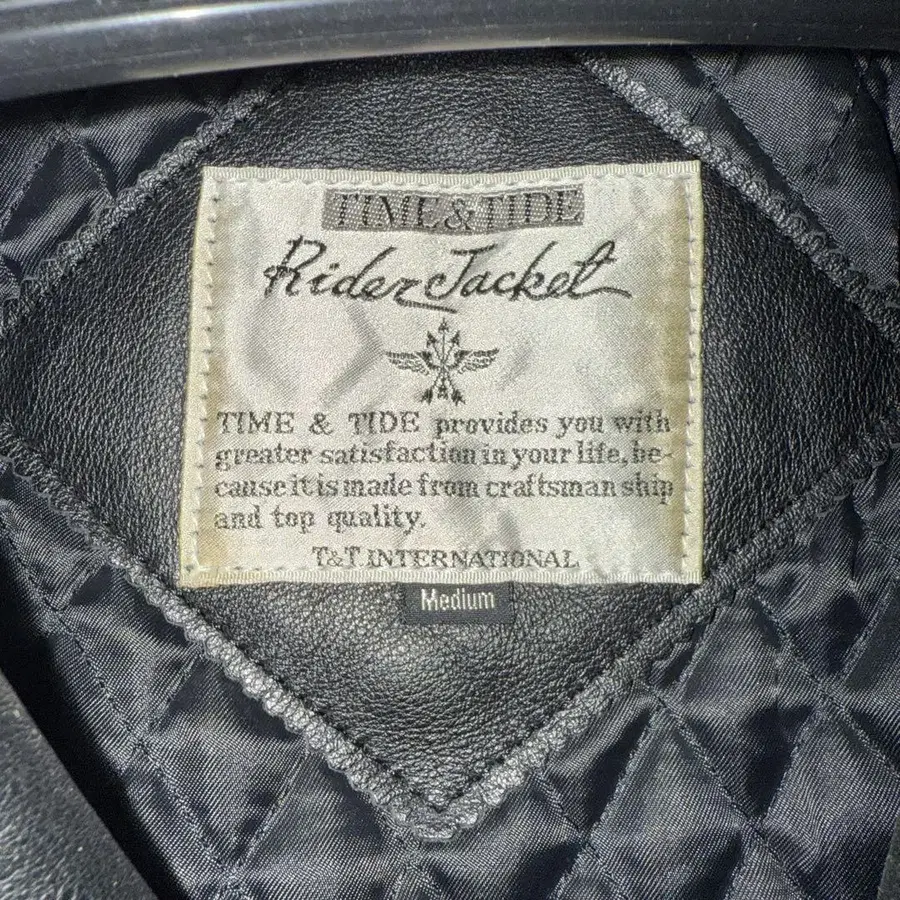 TIME & TIDE
Rider Jacket
TIME & TIDE provides you with
greater satisfaction in your life, be-
cause it is made from craftsman ship
and top quality.
T&T INTERNATIONAL
Medium